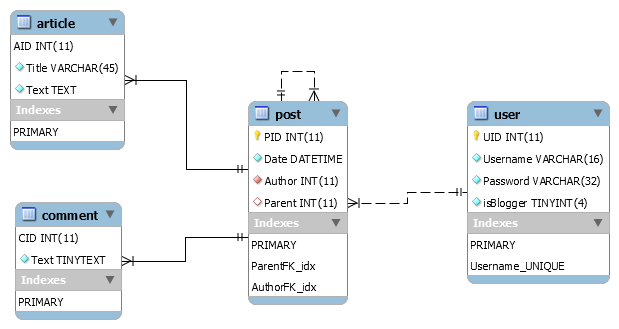 article
AID INT(11)
Title VARCHAR(45)
Text TEXT
Indexes
PRIMARY
comment
CID INT(11)
Text TINYTEXT
Indexes
PRIMARY
post
PID INT(11)
Date DATETIME
Author INT(11)
Parent INT(11)
Indexes
PRIMARY
ParentFK_idx
AuthorFK_idx
user
UID INT(11)
Username VARCHAR(16)
Password VARCHAR(32)
isBlogger TINYINT(4)
Indexes
PRIMARY
Username_UNIQUE